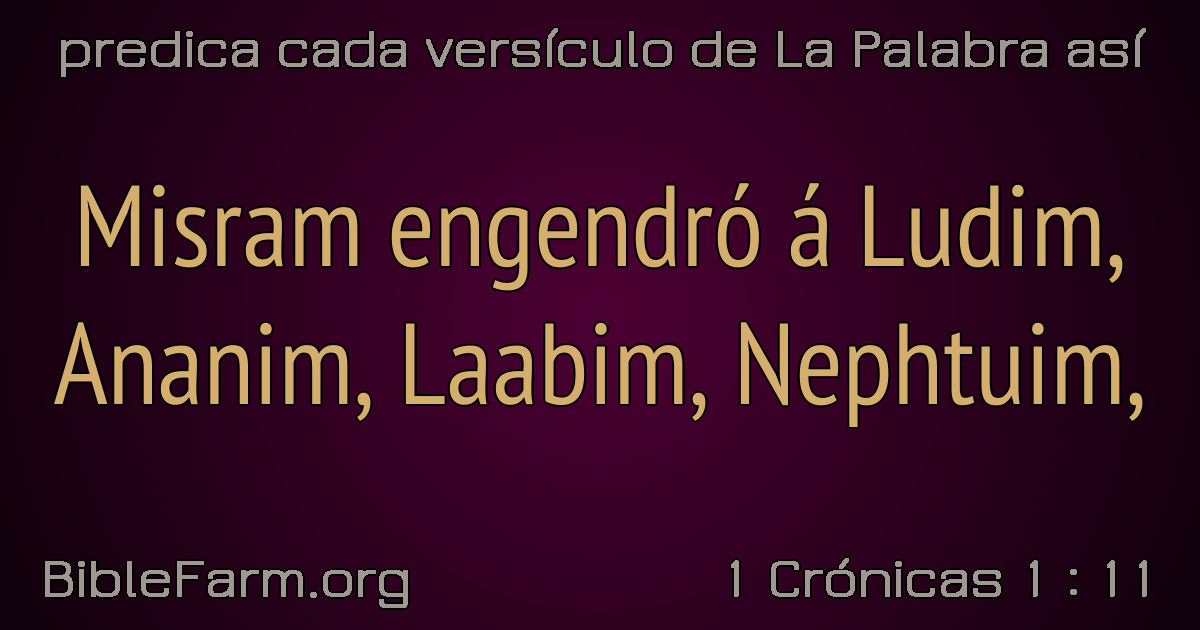 predica cada versículo de La Palabra así
Misram engendró á Ludim,
Ananim, Laabim, Nephtuim,
BibleFarm.org
1 Crónicas 1 : 11